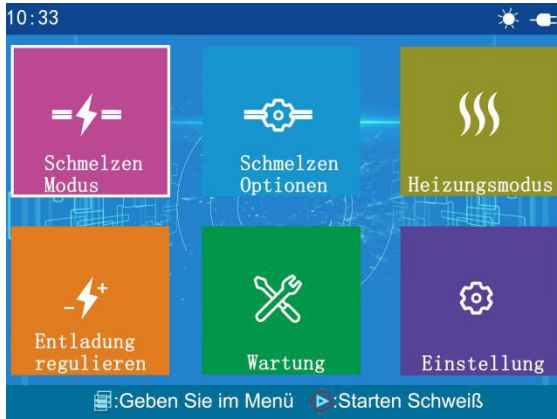 10:33
Schmelzen
Modus
Schmelzen
Optionen
Heizungsmodus
Entladung
regulieren
Wartung
Einstellung
:Geben Sie im Menü :Starten Schweiß